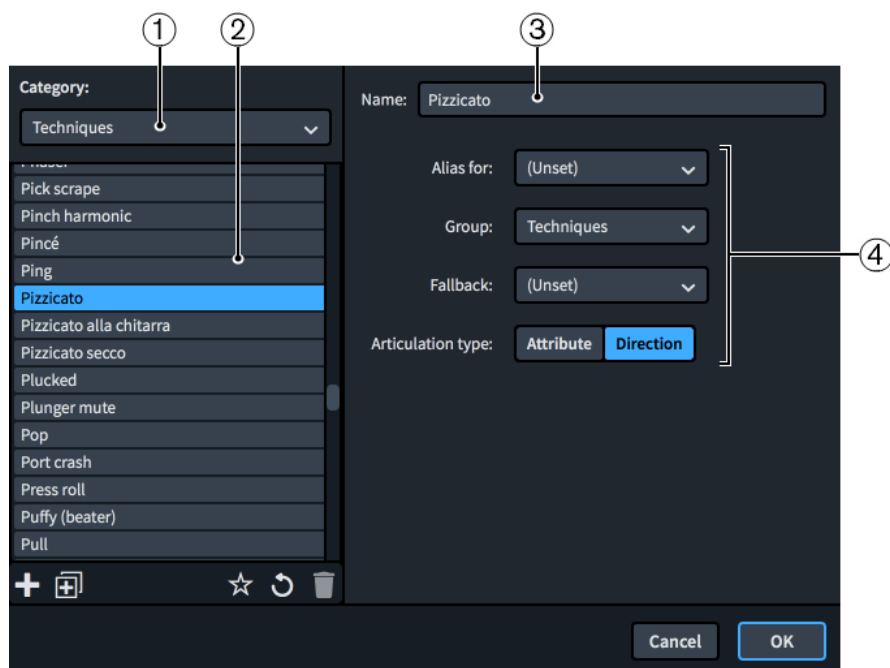 ① ② ③
Category:
Techniques
Phaser
Pick scrape
Pinch harmonic
Pincé
Ping
Pizzicato
Pizzicato alla chitarra
Pizzicato secco
Plucked
Plunger mute
Pop
Port crash
Press roll
Puffy (beater)
Pull
Name: Pizzicato
Alias for: (Unset)
Group: Techniques
Fallback: (Unset)
Articulation type: Attribute Direction
④
Cancel OK